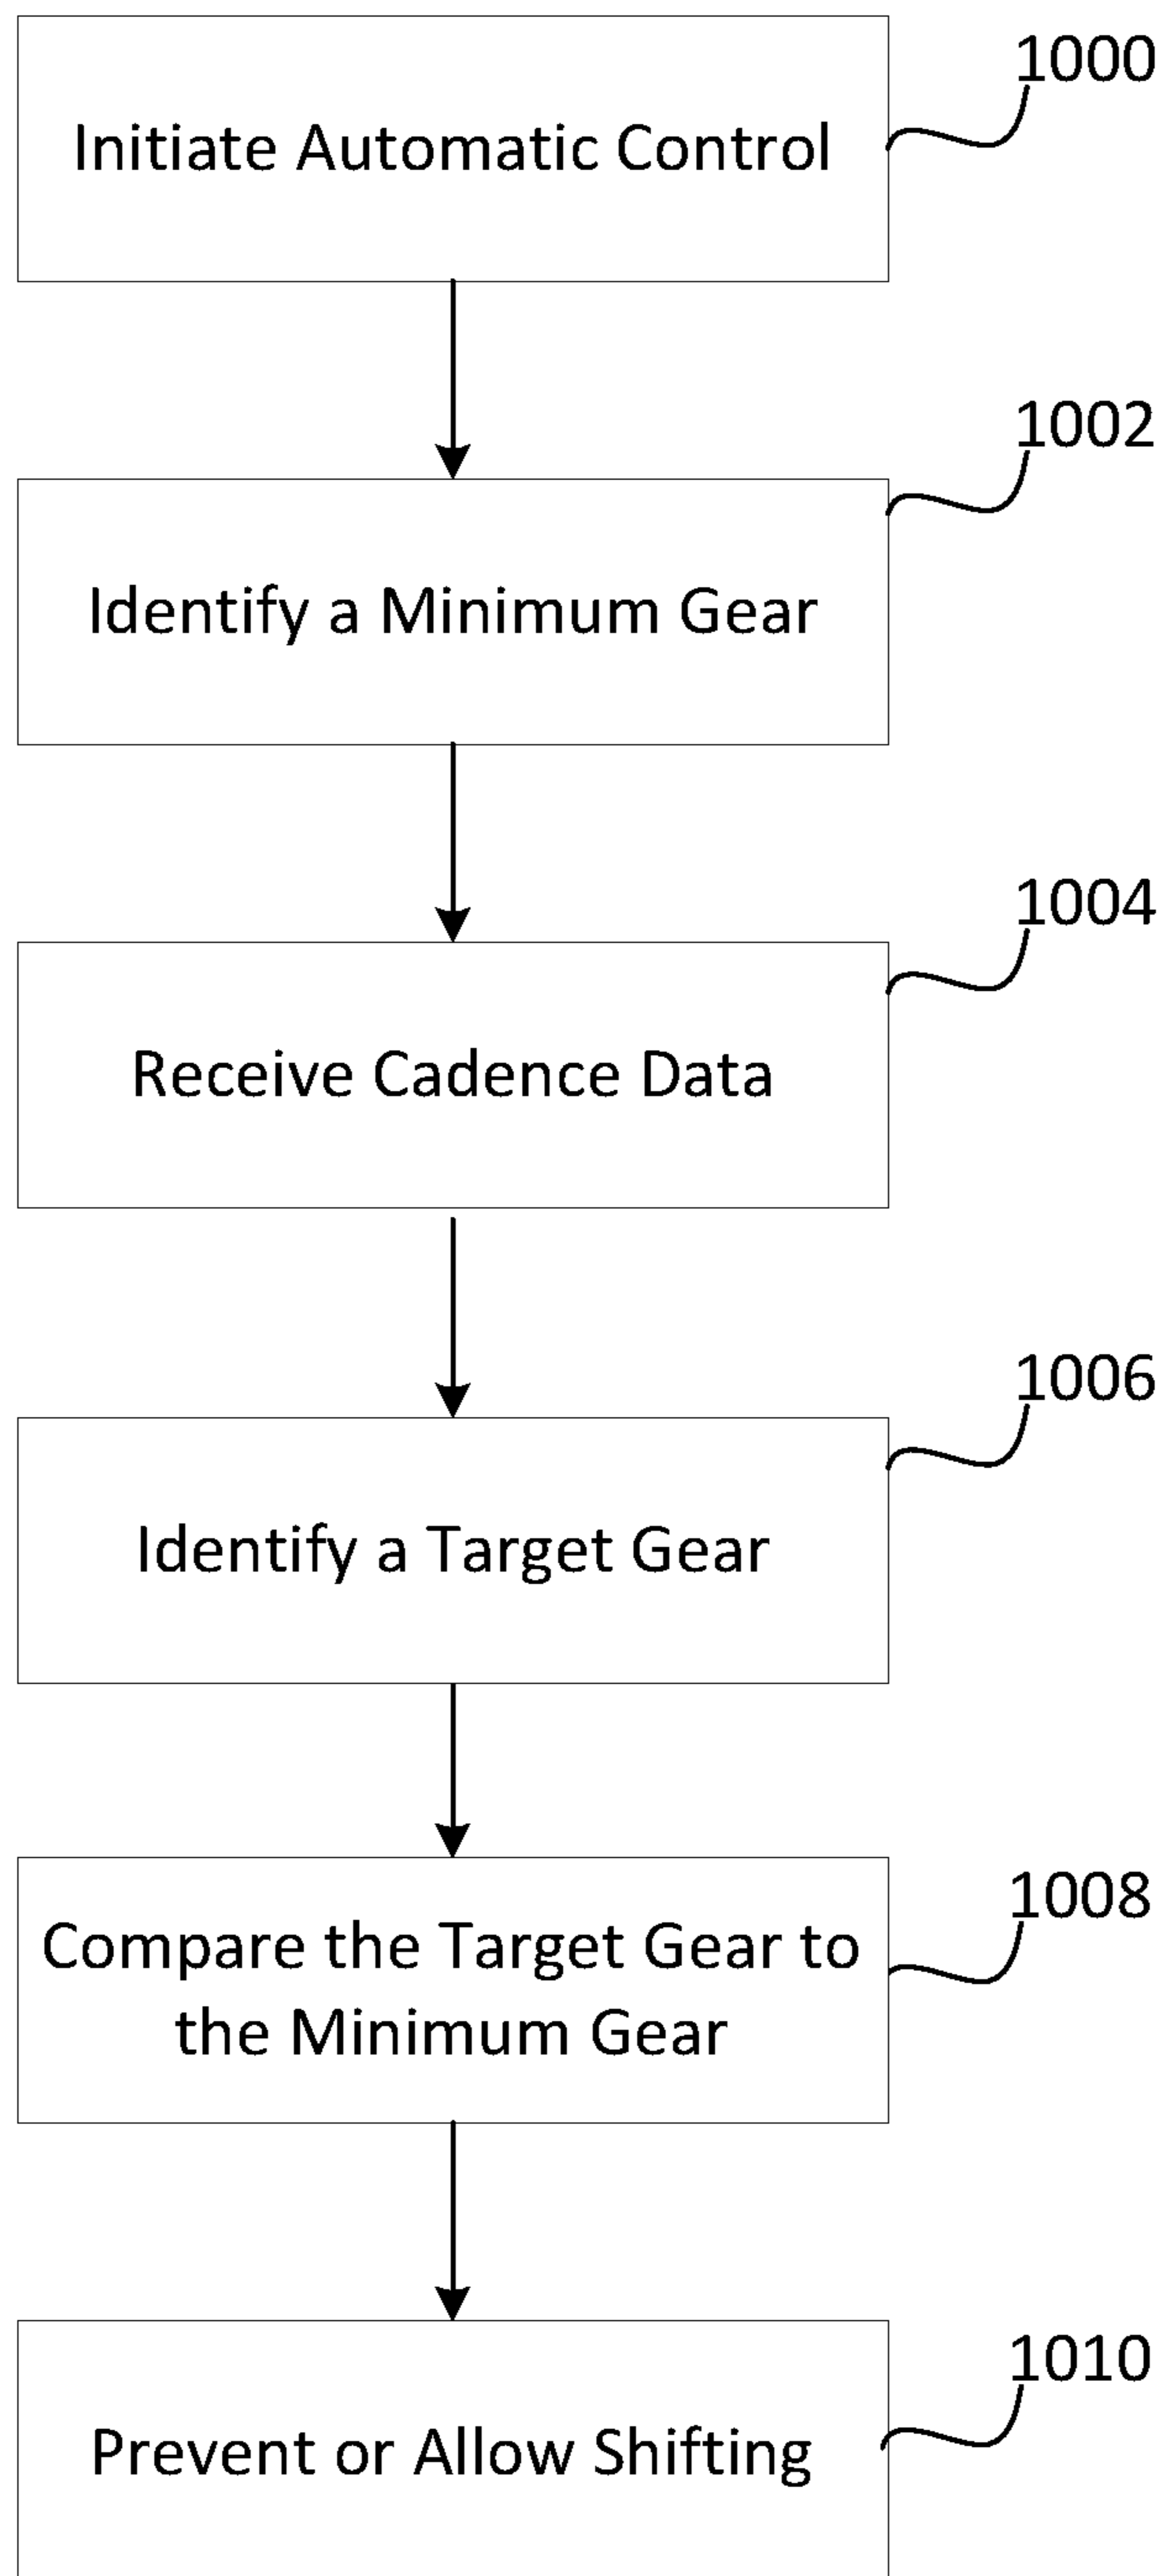 1000
Initiate Automatic Control
1002
Identify a Minimum Gear
1004
Receive Cadence Data
1006
Identify a Target Gear
1008
Compare the Target Gear to
the Minimum Gear
1010
Prevent or Allow Shifting